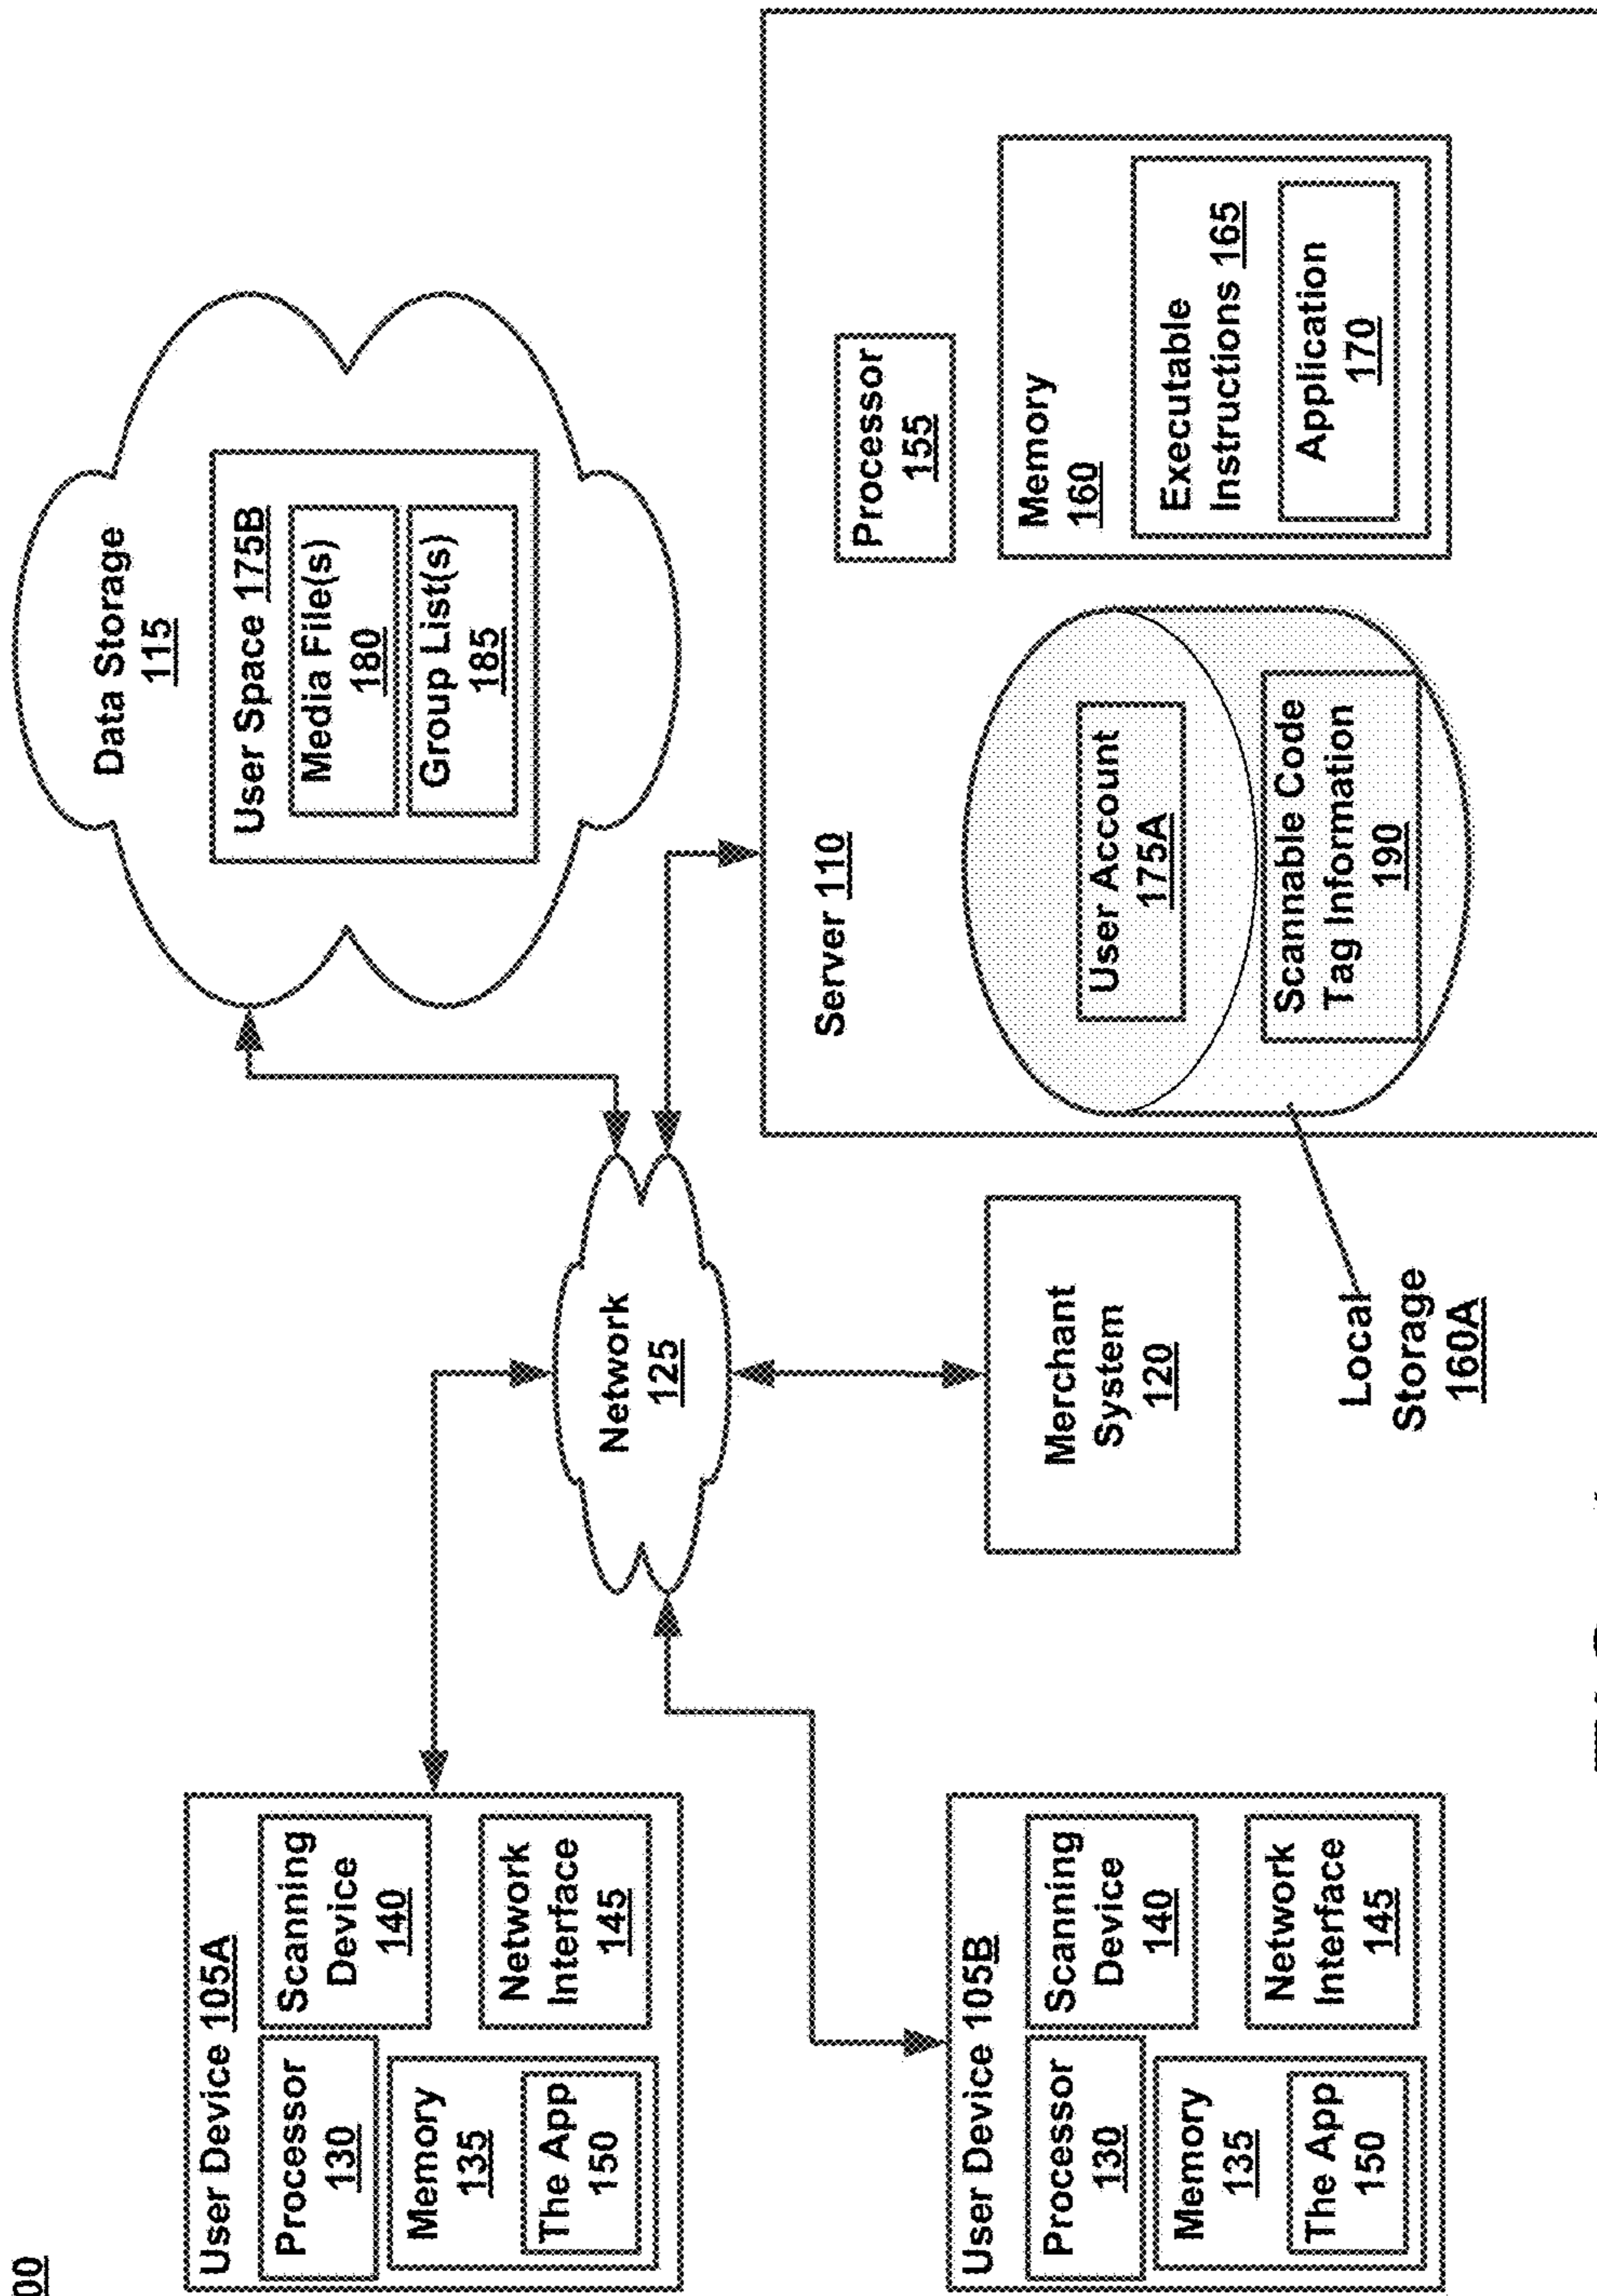 00
User Device 105A
Processor
130
Scanning
Device
140
Memory
135
The App
150
Network
Interface
145
User Device 105B
Processor
130
Scanning
Device
140
Memory
135
The App
150
Network
Interface
145
Network
125
Merchant
System
120
Data Storage
115
User Space 175B
Media File(s)
180
Group List(s)
185
Server 110
Processor
155
User Account
175A
Scannable Code
Tag Information
190
Local
Storage
160A
Memory
160
Executable
Instructions 165
Application
170